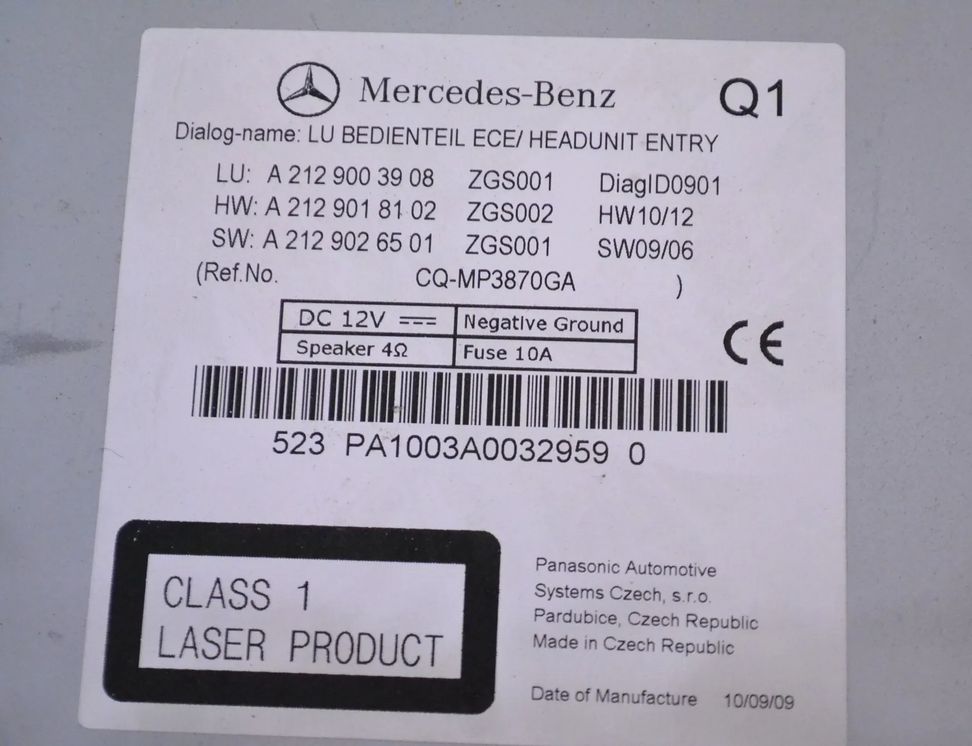 Mercedes-Benz Q1
Dialog-name: LU BEDIENTEIL ECE/ HEADUNIT ENTRY
LU: A 212 900 39 08 ZGS001 DiagID0901
HW: A 212 901 81 02 ZGS002 HW10/12
SW: A 212 902 65 01 ZGS001 SW09/06
(Ref.No. CQ-MP3870GA )
DC 12V ⎓ Negative Ground
Speaker 4Ω Fuse 10A
CE
523 PA1003A0032959 0
CLASS 1
LASER PRODUCT
Panasonic Automotive
Systems Czech, s.r.o.
Pardubice, Czech Republic
Made in Czech Republic
Date of Manufacture 10/09/09